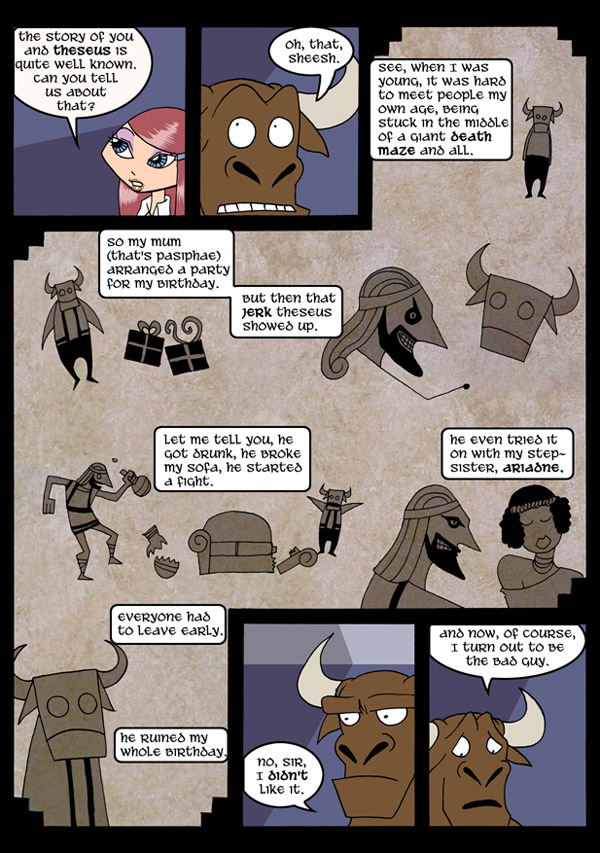 the story of you
and theseus is
quite well known.
can you tell
us about
that?
oh, that,
sheesh.
see, when i was
young, it was hard
to meet people my
own age, being
stuck in the middle
of a giant death
maze and all.
so my mum
(that's pasiphae)
arranged a party
for my birthday.
but then that
jerk theseus
showed up.
let me tell you, he
got drunk, he broke
my sofa, he started
a fight.
he even tried it
on with my step-
sister, ariadne.
everyone had
to leave early.
he ruined my
whole birthday.
no, sir,
i didn't
like it.
and now, of course,
i turn out to be
the bad guy.